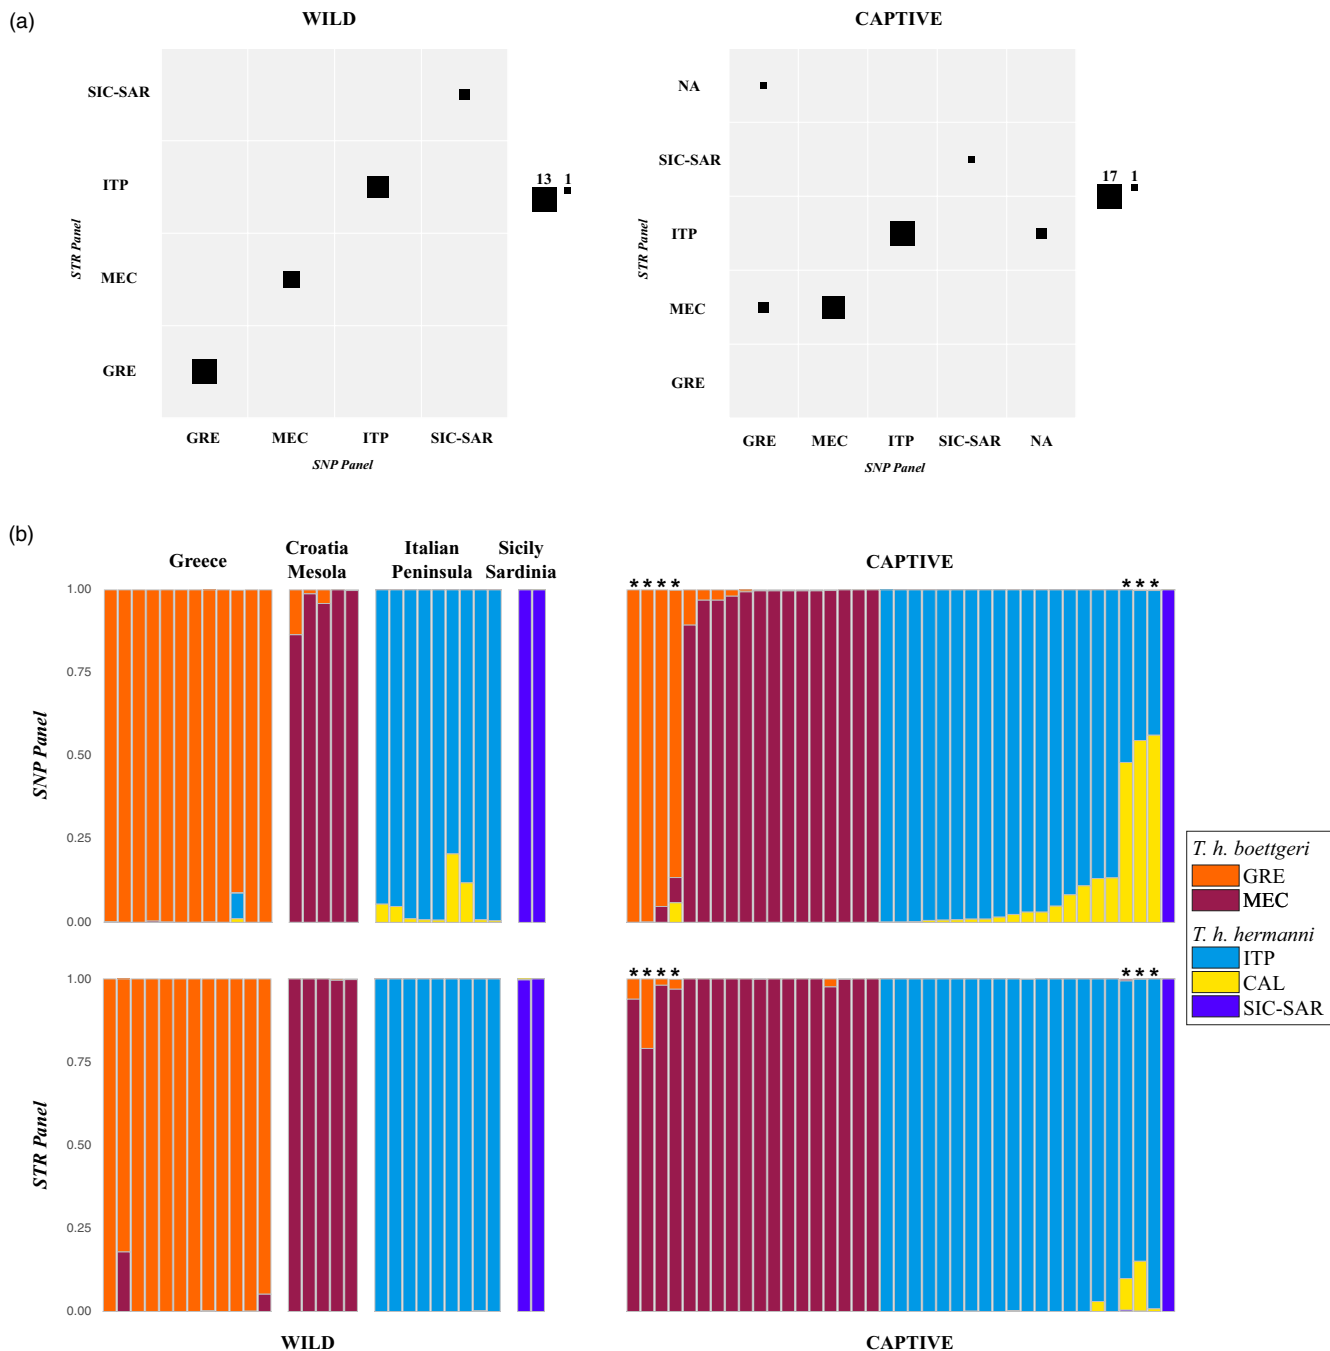 (a)
WILD
CAPTIVE
SIC-SAR
ITP
MEC
GRE
STR Panel
GRE
MEC
ITP
SIC-SAR
SNP Panel
13
1
NA
SIC-SAR
ITP
MEC
GRE
STR Panel
GRE
MEC
ITP
SIC-SAR
NA
SNP Panel
17
1
(b)
Greece
Croatia
Mesola
Italian
Peninsula
Sicily
Sardinia
CAPTIVE
* * * *
* * *
1.00
0.75
0.50
0.25
0.00
SNP Panel
* * * *
* * *
1.00
0.75
0.50
0.25
0.00
STR Panel
WILD
CAPTIVE
T. h. boettgeri
GRE
MEC
T. h. hermanni
ITP
CAL
SIC-SAR